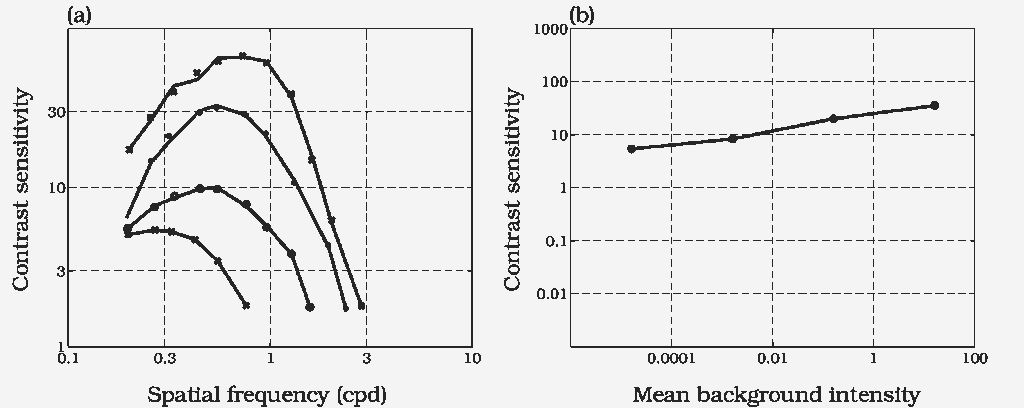 (a)
Contrast sensitivity
30
10
3
1
0.1 0.3 1 3 10
Spatial frequency (cpd)
(b)
Contrast sensitivity
1000
100
10
1
0.1
0.01
0.0001 0.01 1 100
Mean background intensity